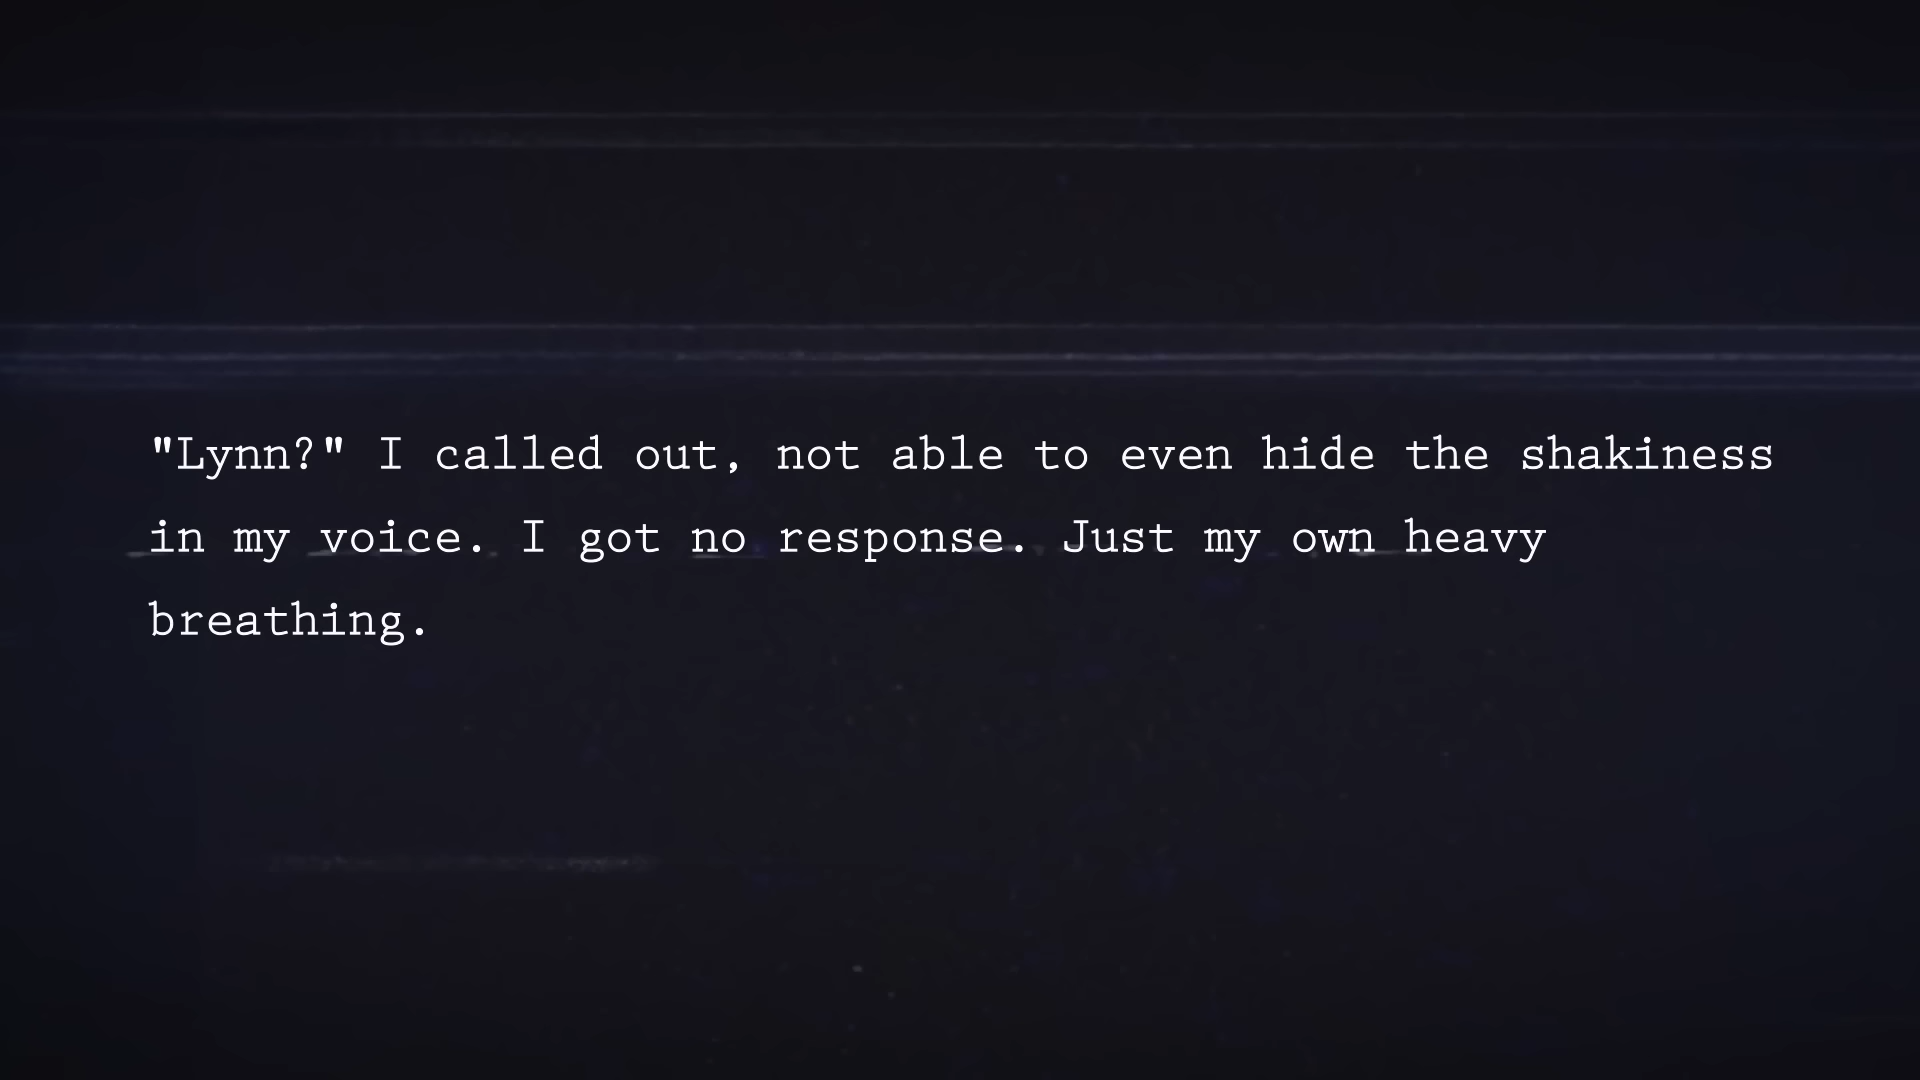 "Lynn?" I called out, not able to even hide the shakiness
in my voice. I got no response. Just my own heavy
breathing.